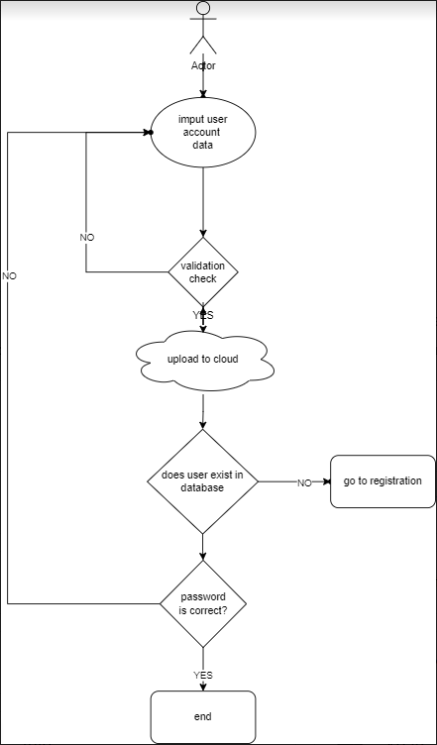 Actor
imput user
account
data
NO
validation
check
NO
YES
upload to cloud
does user exist in
database
NO
go to registration
password
is correct?
YES
end